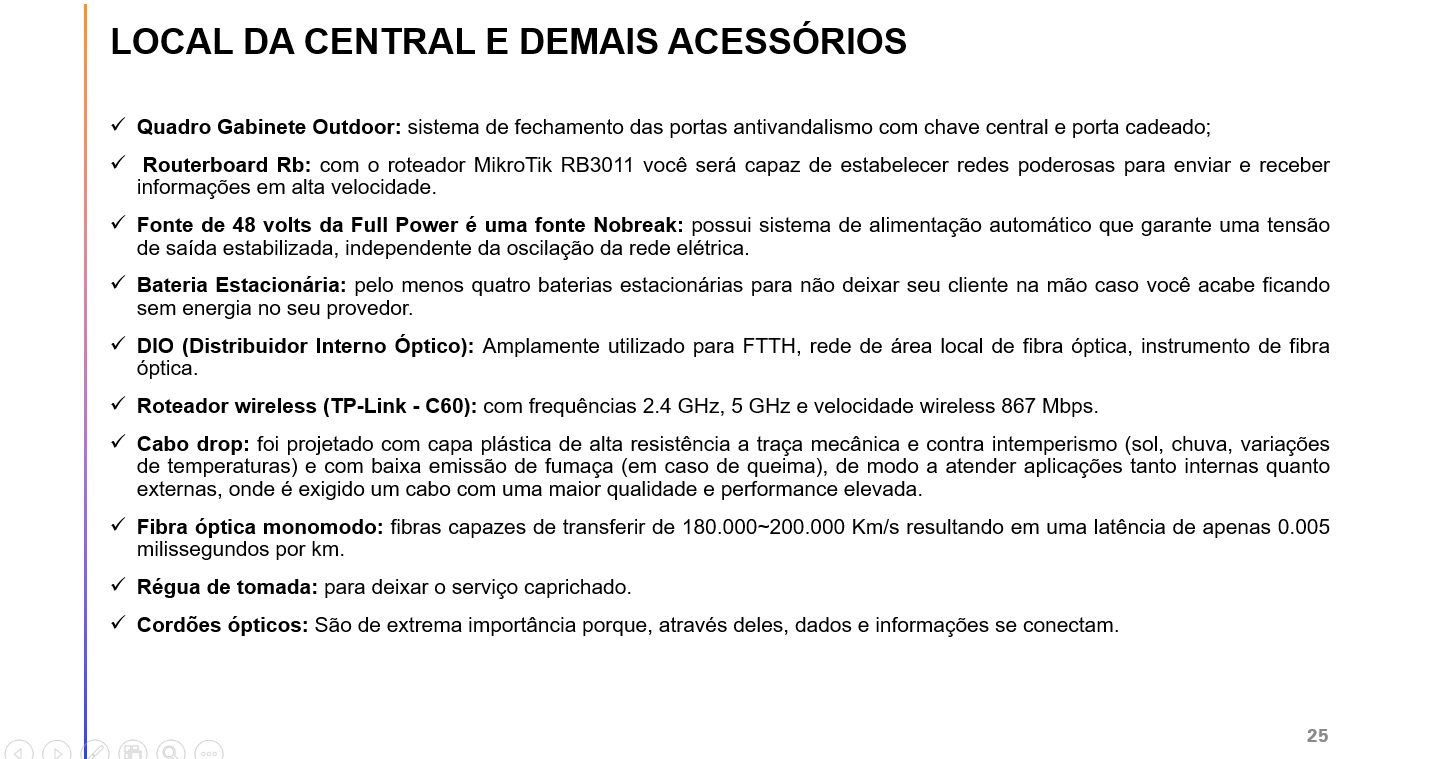 LOCAL DA CENTRAL E DEMAIS ACESSÓRIOS
✓ Quadro Gabinete Outdoor: sistema de fechamento das portas antivandalismo com chave central e porta cadeado;
✓ Routerboard Rb: com o roteador MikroTik RB3011 você será capaz de estabelecer redes poderosas para enviar e receber
informações em alta velocidade.
✓ Fonte de 48 volts da Full Power é uma fonte Nobreak: possui sistema de alimentação automático que garante uma tensão
de saída estabilizada, independente da oscilação da rede elétrica.
✓ Bateria Estacionária: pelo menos quatro baterias estacionárias para não deixar seu cliente na mão caso você acabe ficando
sem energia no seu provedor.
✓ DIO (Distribuidor Interno Óptico): Amplamente utilizado para FTTH, rede de área local de fibra óptica, instrumento de fibra
óptica.
✓ Roteador wireless (TP-Link - C60): com frequências 2.4 GHz, 5 GHz e velocidade wireless 867 Mbps.
✓ Cabo drop: foi projetado com capa plástica de alta resistência a traça mecânica e contra intemperismo (sol, chuva, variações
de temperaturas) e com baixa emissão de fumaça (em caso de queima), de modo a atender aplicações tanto internas quanto
externas, onde é exigido um cabo com uma maior qualidade e performance elevada.
✓ Fibra óptica monomodo: fibras capazes de transferir de 180.000~200.000 Km/s resultando em uma latência de apenas 0.005
milissegundos por km.
✓ Régua de tomada: para deixar o serviço caprichado.
✓ Cordões ópticos: São de extrema importância porque, através deles, dados e informações se conectam.
25